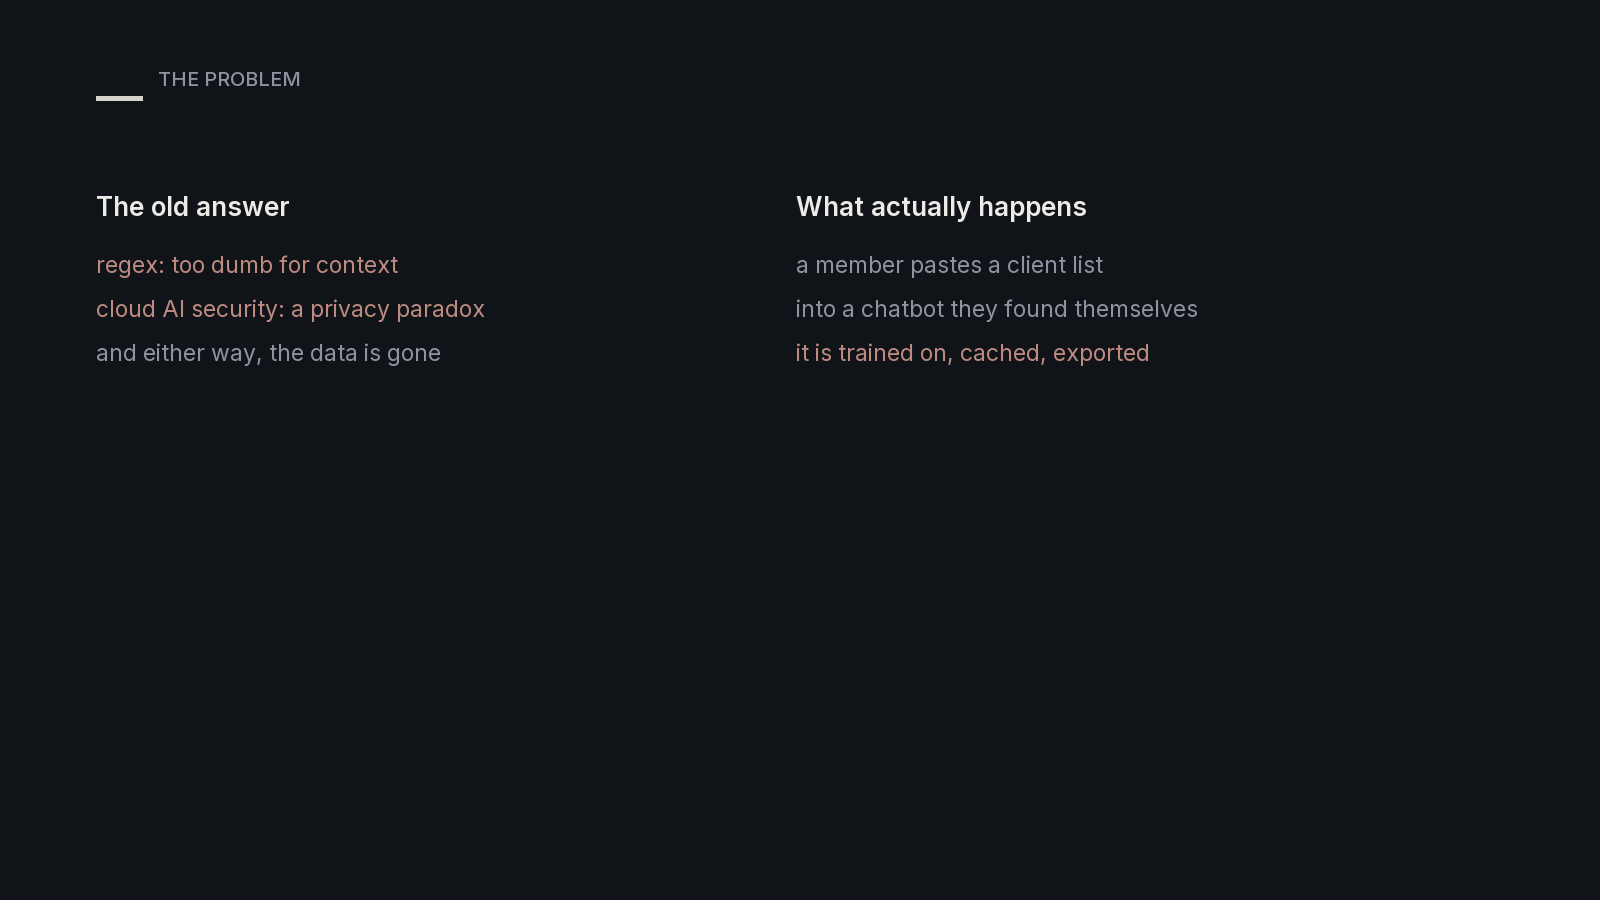 THE PROBLEM
The old answer
regex: too dumb for context
cloud AI security: a privacy paradox
and either way, the data is gone
What actually happens
a member pastes a client list
into a chatbot they found themselves
it is trained on, cached, exported